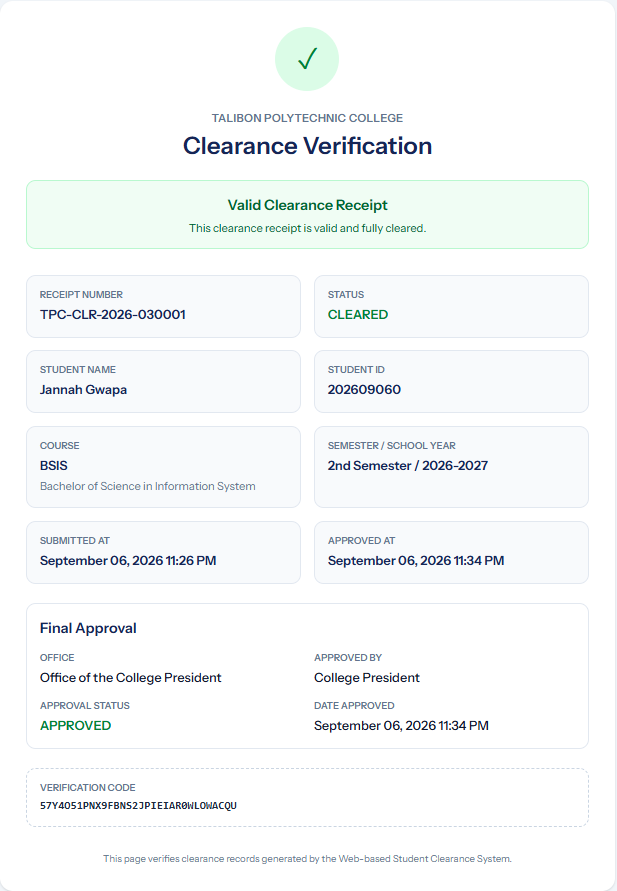 TALIBON POLYTECHNIC COLLEGE
Clearance Verification
Valid Clearance Receipt
This clearance receipt is valid and fully cleared.
RECEIPT NUMBER
TPC-CLR-2026-030001
STATUS
CLEARED
STUDENT NAME
Jannah Gwapa
STUDENT ID
202609060
COURSE
BSIS
Bachelor of Science in Information System
SEMESTER / SCHOOL YEAR
2nd Semester / 2026-2027
SUBMITTED AT
September 06, 2026 11:26 PM
APPROVED AT
September 06, 2026 11:34 PM
Final Approval
OFFICE
Office of the College President
APPROVED BY
College President
APPROVAL STATUS
APPROVED
DATE APPROVED
September 06, 2026 11:34 PM
VERIFICATION CODE
57Y4O51PNX9FBNS2JPIEIAR0WLOWACQU
This page verifies clearance records generated by the Web-based Student Clearance System.